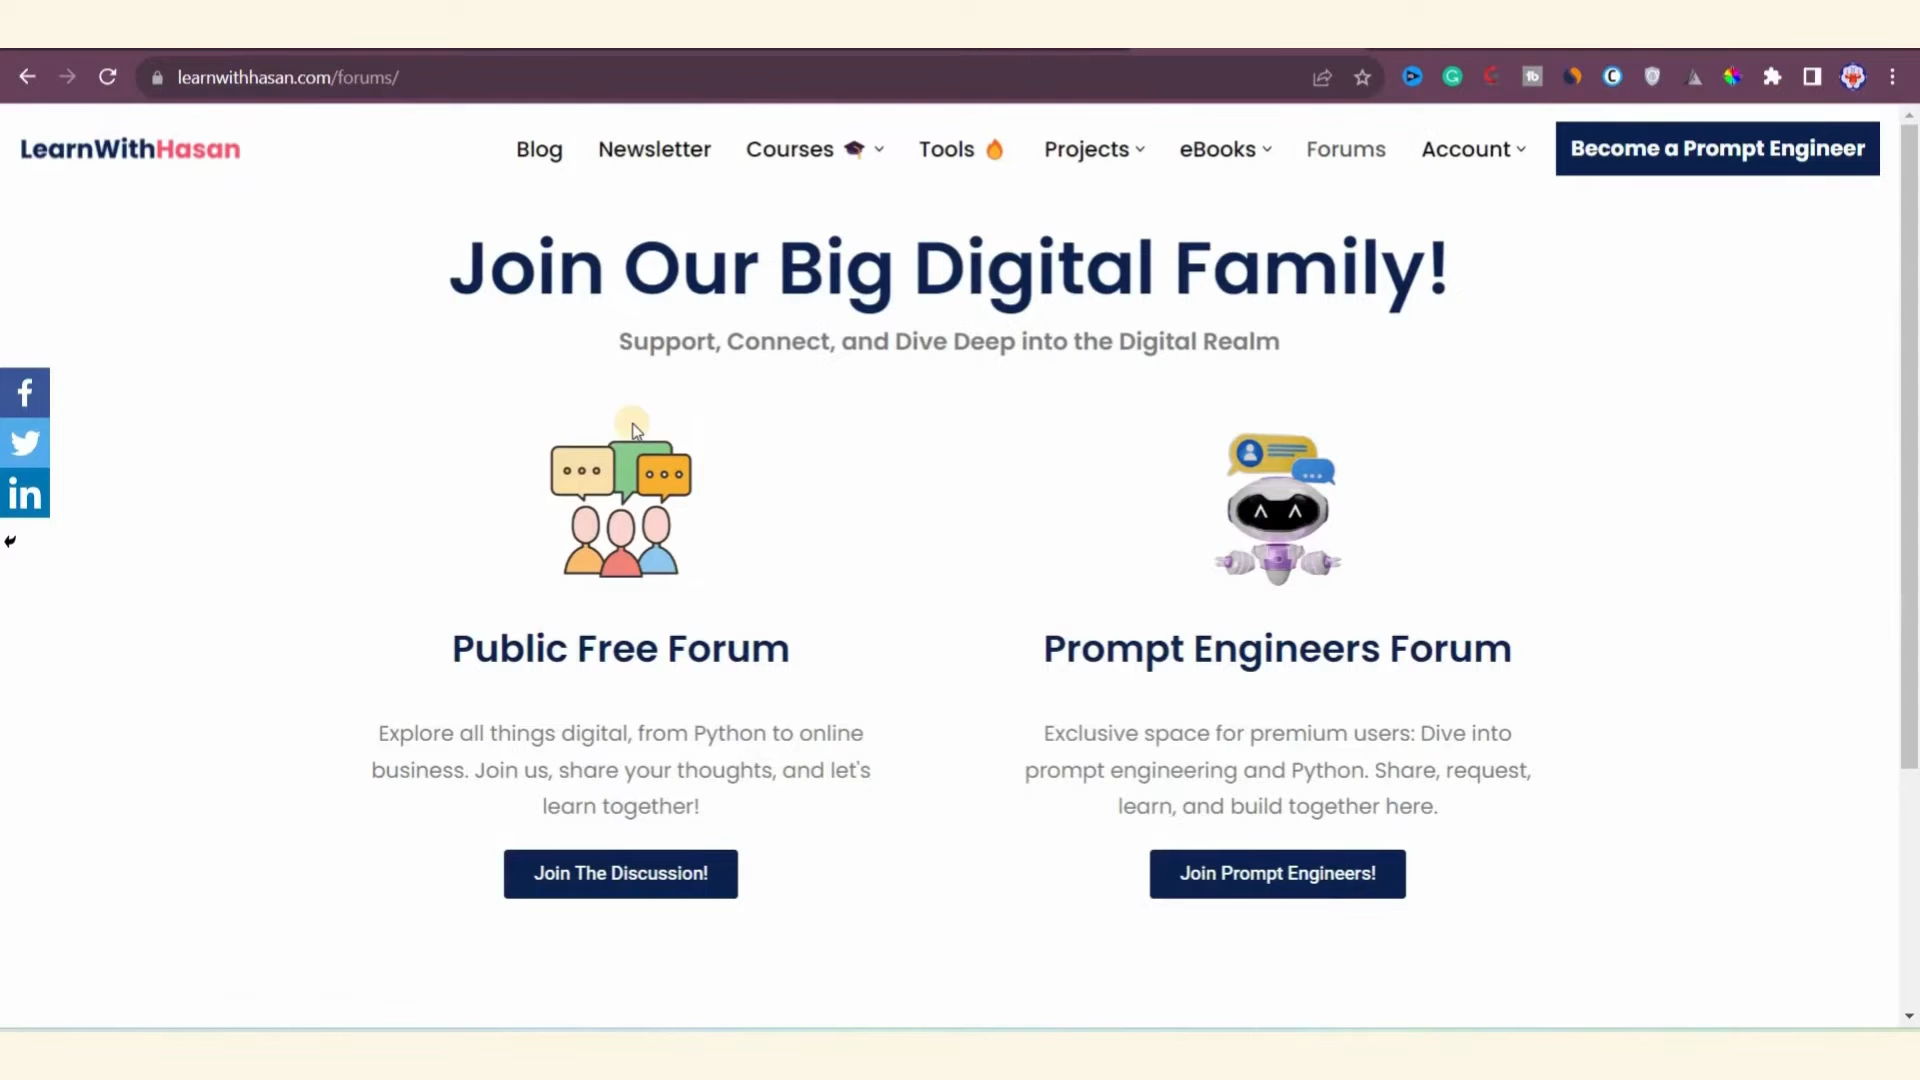 learnwithhasan.com/forums/
LearnWithHasan
Blog
Newsletter
Courses
Tools
Projects
eBooks
Forums
Account
Become a Prompt Engineer
Join Our Big Digital Family!
Support, Connect, and Dive Deep into the Digital Realm
Public Free Forum
Explore all things digital, from Python to online
business. Join us, share your thoughts, and let's
learn together!
Join The Discussion!
Prompt Engineers Forum
Exclusive space for premium users: Dive into
prompt engineering and Python. Share, request,
learn, and build together here.
Join Prompt Engineers!